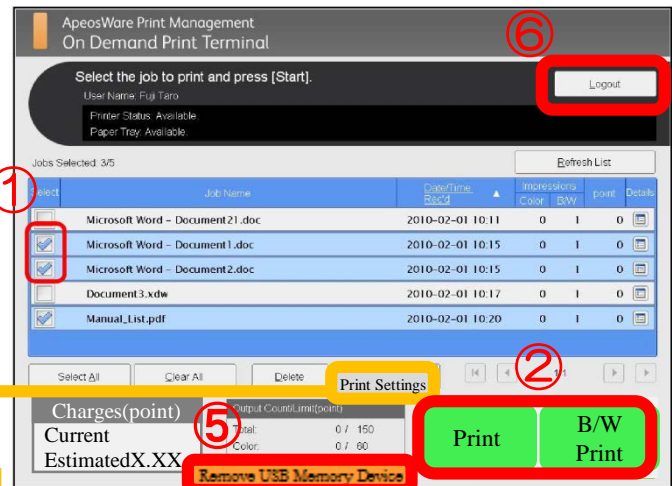 ApeosWare Print Management
On Demand Print Terminal
⑥
Select the job to print and press [Start].
Logout
User Name: Fuji Taro
Printer Status: Available.
Paper Tray: Available.
Jobs Selected: 3/5
Refresh List
①
Select Job Name Date/Time Rec'd ▲ Impressions Color B/W point Details
Microsoft Word - Document21.doc 2010-02-01 10:11 0 1 0
Microsoft Word - Document1.doc 2010-02-01 10:15 0 1 0
Microsoft Word - Document2.doc 2010-02-01 10:15 0 1 0
Document3.xdw 2010-02-01 10:17 0 1 0
Manual_List.pdf 2010-02-01 10:20 0 1 0
Select All Clear All Delete Print Settings
②
Charges(point)
Current
EstimatedX.XX
⑤
Output Count/Limit(point)
Total: 0 / 150
Color: 0 / 60
Print
B/W
Print
Remove USB Memory Device